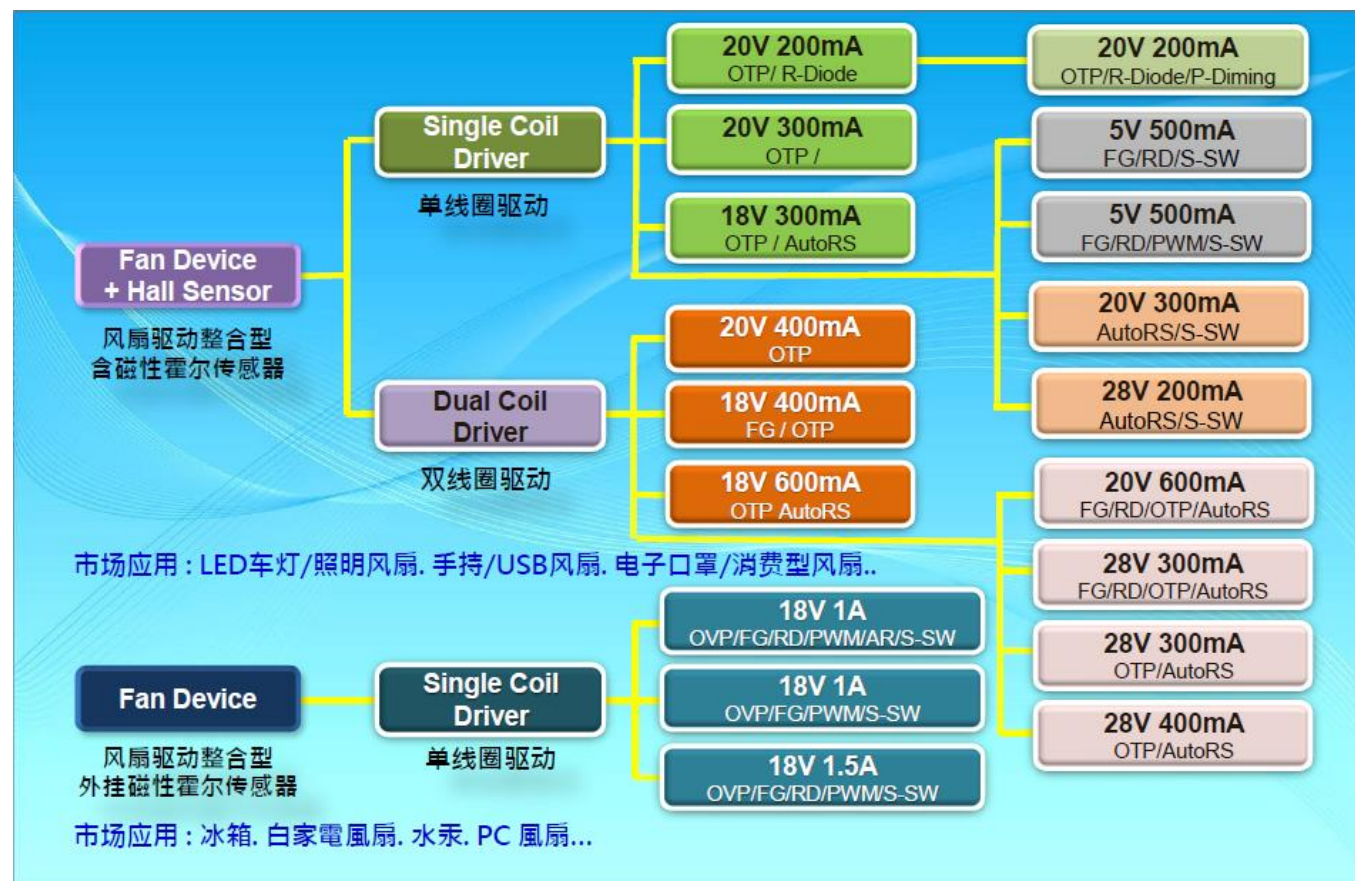 20V 200mA
OTP/ R-Diode
20V 200mA
OTP/R-Diode/P-Diming
Single Coil
Driver
单线圈驱动
20V 300mA
OTP /
5V 500mA
FG/RD/S-SW
18V 300mA
OTP / AutoRS
5V 500mA
FG/RD/PWM/S-SW
Fan Device
+ Hall Sensor
风扇驱动整合型
含磁性霍尔传感器
20V 300mA
AutoRS/S-SW
20V 400mA
OTP
Dual Coil
Driver
双线圈驱动
18V 400mA
FG / OTP
28V 200mA
AutoRS/S-SW
18V 600mA
OTP AutoRS
20V 600mA
FG/RD/OTP/AutoRS
市场应用 : LED车灯/照明风扇. 手持/USB风扇. 电子口罩/消费型风扇..
28V 300mA
FG/RD/OTP/AutoRS
18V 1A
OVP/FG/RD/PWM/AR/S-SW
28V 300mA
OTP/AutoRS
Fan Device
风扇驱动整合型
外挂磁性霍尔传感器
Single Coil
Driver
单线圈驱动
18V 1A
OVP/FG/PWM/S-SW
28V 400mA
OTP/AutoRS
18V 1.5A
OVP/FG/RD/PWM/S-SW
市场应用 : 冰箱. 白家電風扇. 水汞. PC 風扇...